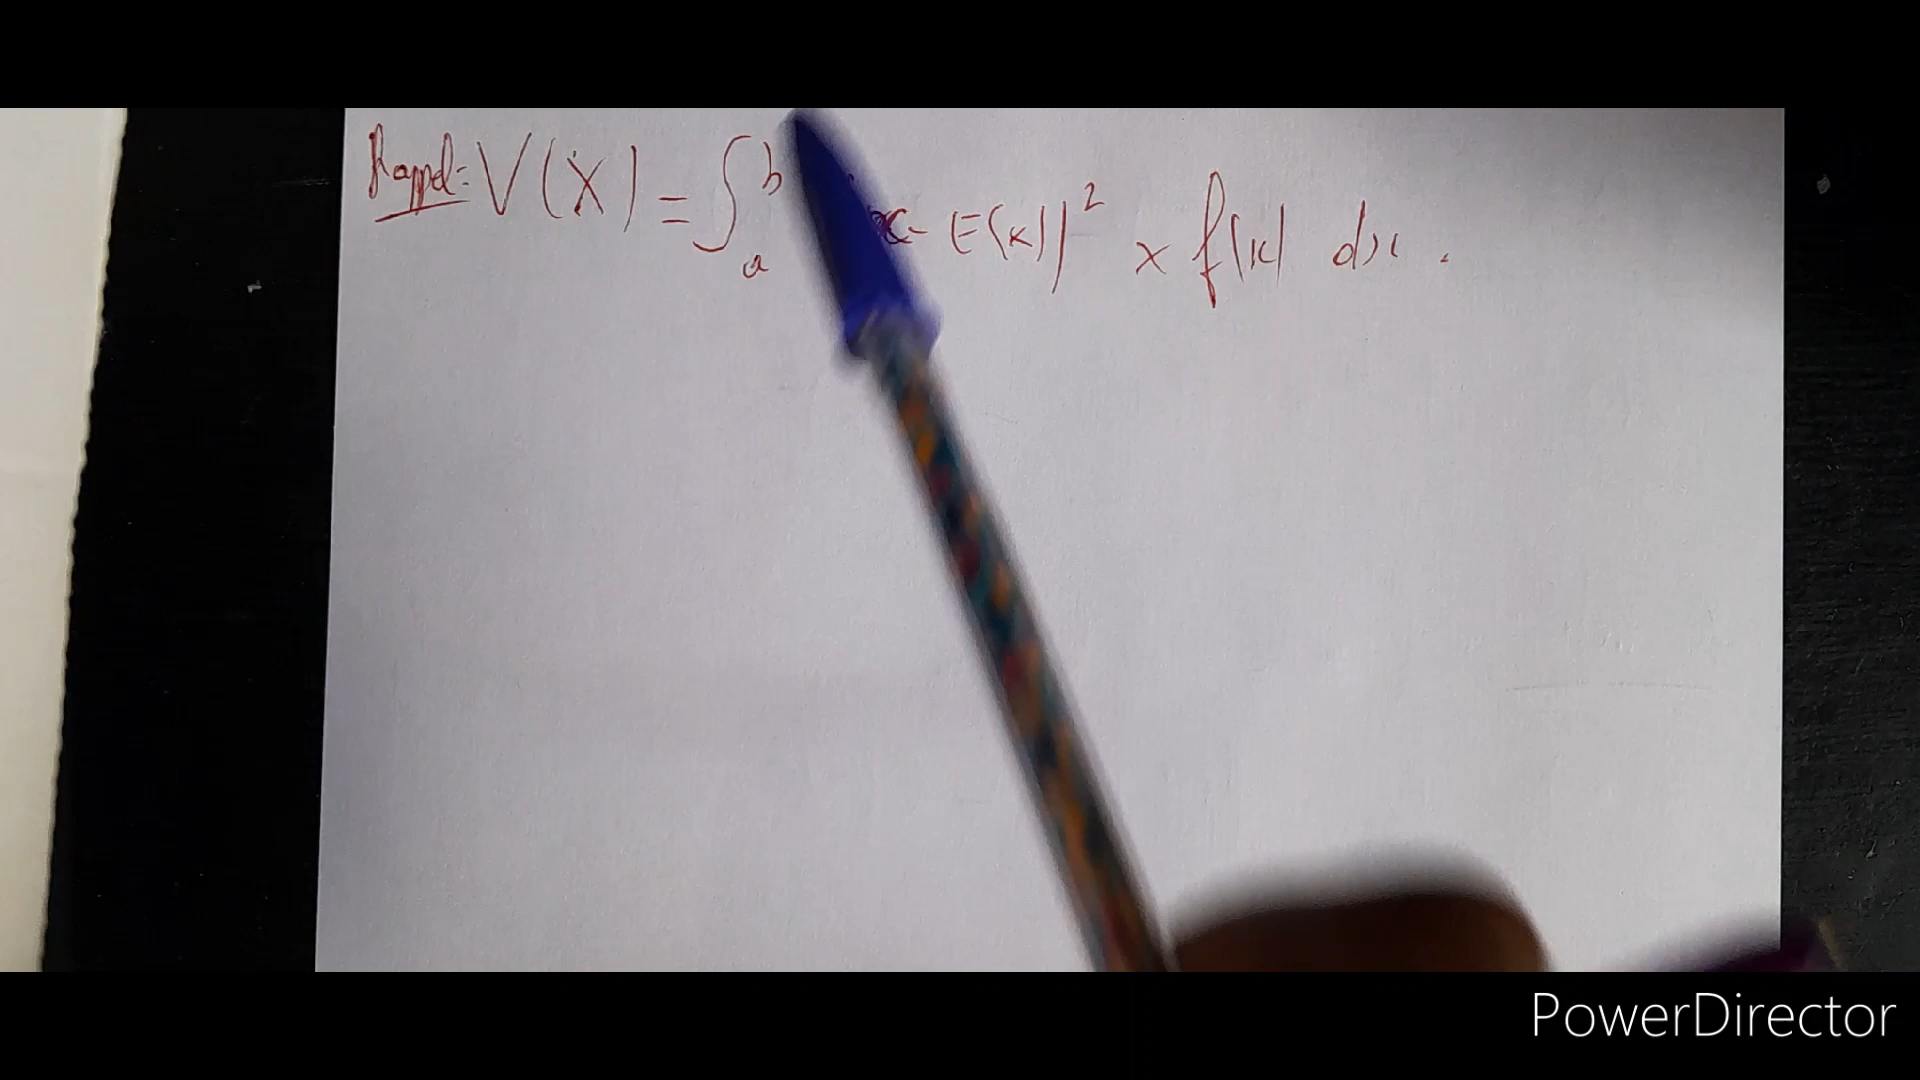 Rappel: V(X) = ∫ₐᵇ x - E(x))² × f(x) dx .
PowerDirector